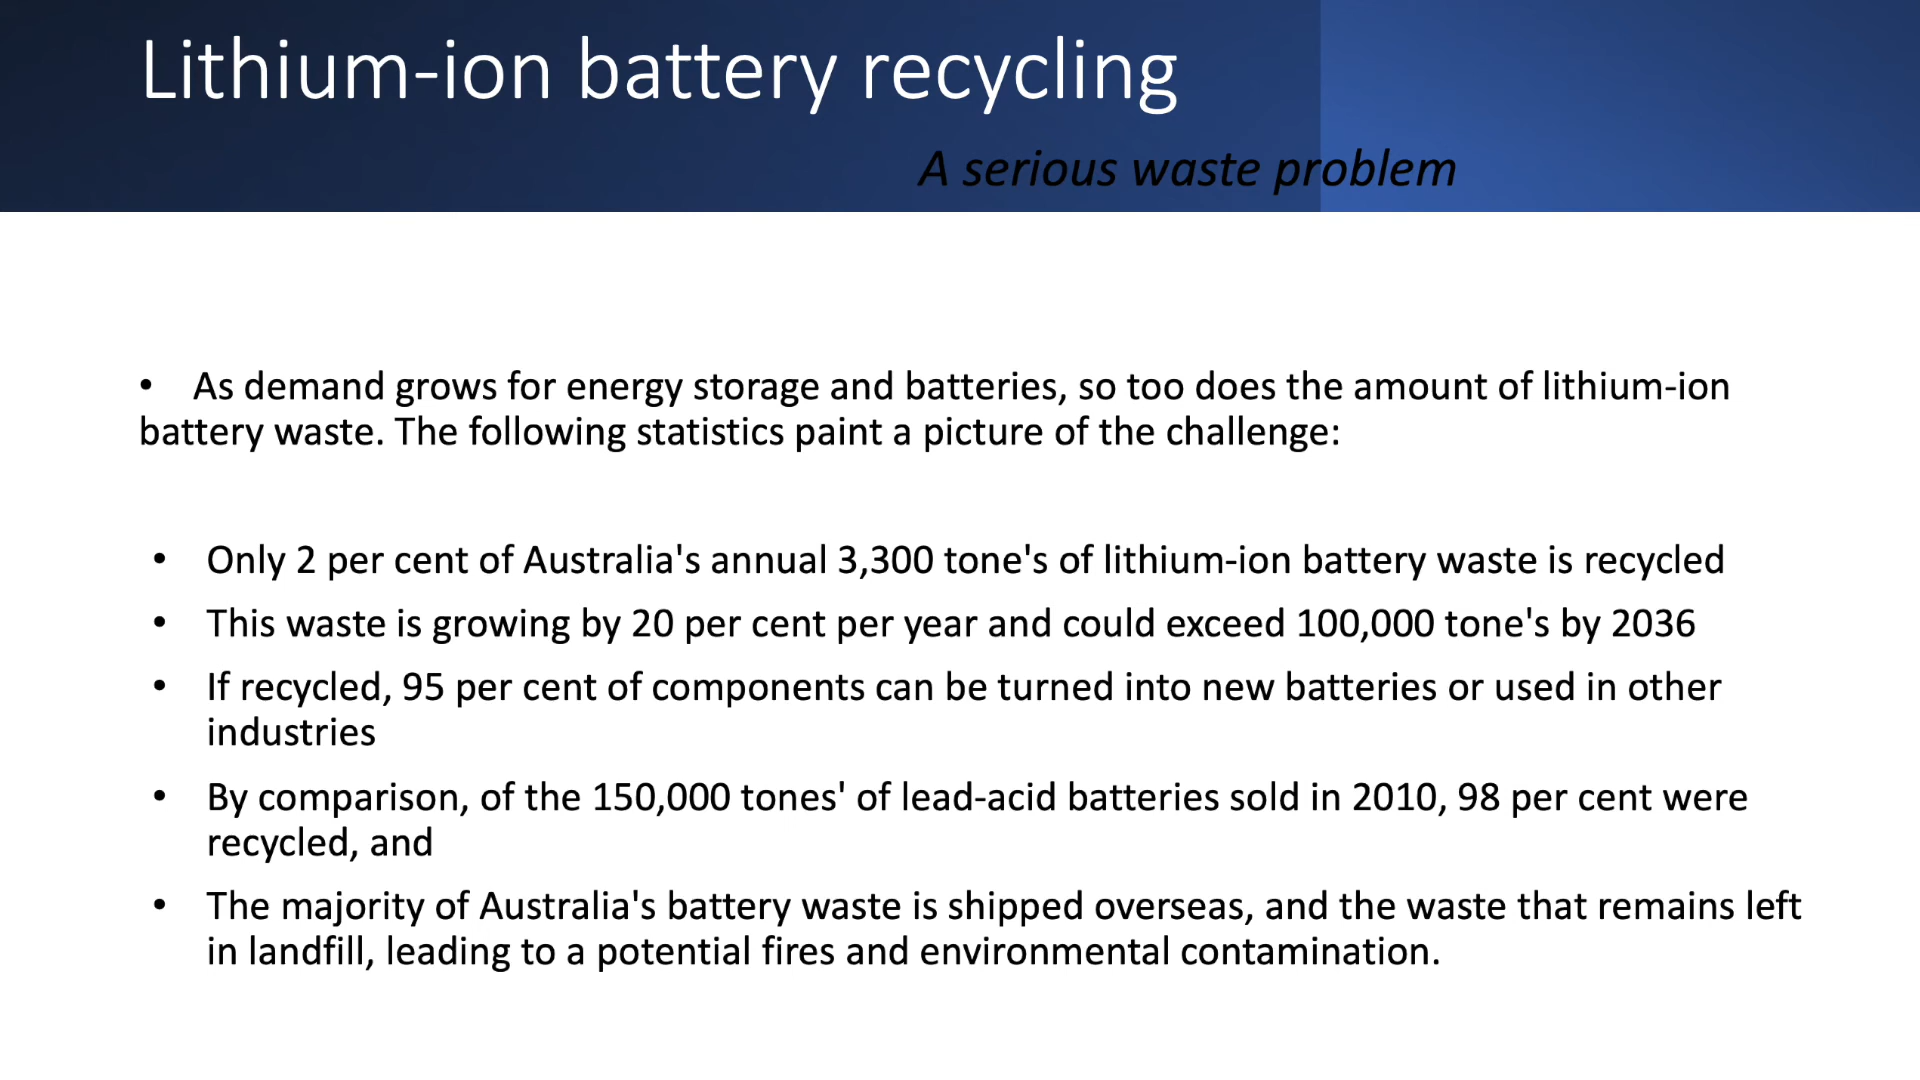 Lithium-ion battery recycling
A serious waste problem
• As demand grows for energy storage and batteries, so too does the amount of lithium-ion
battery waste. The following statistics paint a picture of the challenge:
• Only 2 per cent of Australia's annual 3,300 tone's of lithium-ion battery waste is recycled
• This waste is growing by 20 per cent per year and could exceed 100,000 tone's by 2036
• If recycled, 95 per cent of components can be turned into new batteries or used in other
industries
• By comparison, of the 150,000 tones' of lead-acid batteries sold in 2010, 98 per cent were
recycled, and
• The majority of Australia's battery waste is shipped overseas, and the waste that remains left
in landfill, leading to a potential fires and environmental contamination.